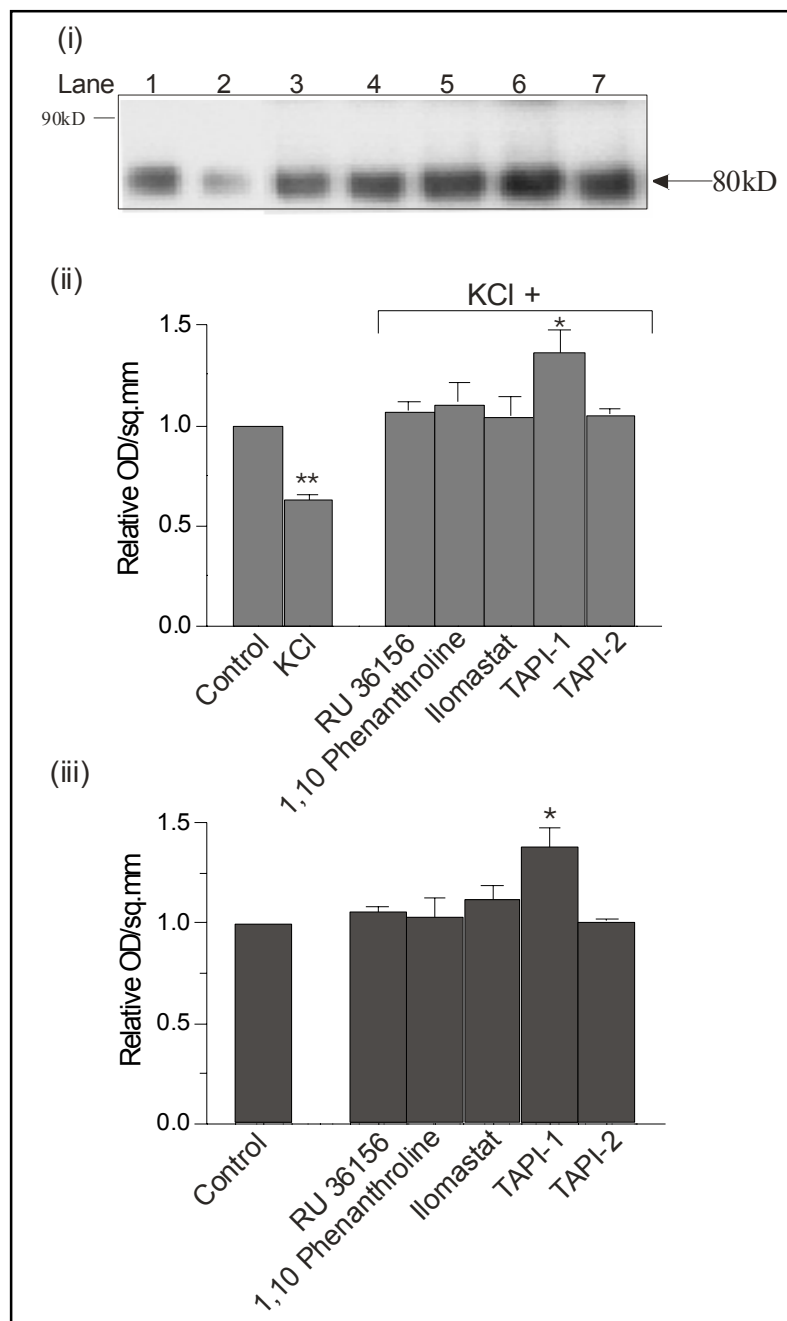 (i)
Lane 1 2 3 4 5 6 7
90kD
80kD
(ii)
KCl +
Relative OD/sq.mm
1.5
1.0
0.5
0.0
*
**
Control
KCl
RU 36156
1,10 Phenanthroline
Ilomastat
TAPI-1
TAPI-2
(iii)
Relative OD/sq.mm
1.5
1.0
0.5
0.0
*
Control
RU 36156
1,10 Phenanthroline
Ilomastat
TAPI-1
TAPI-2